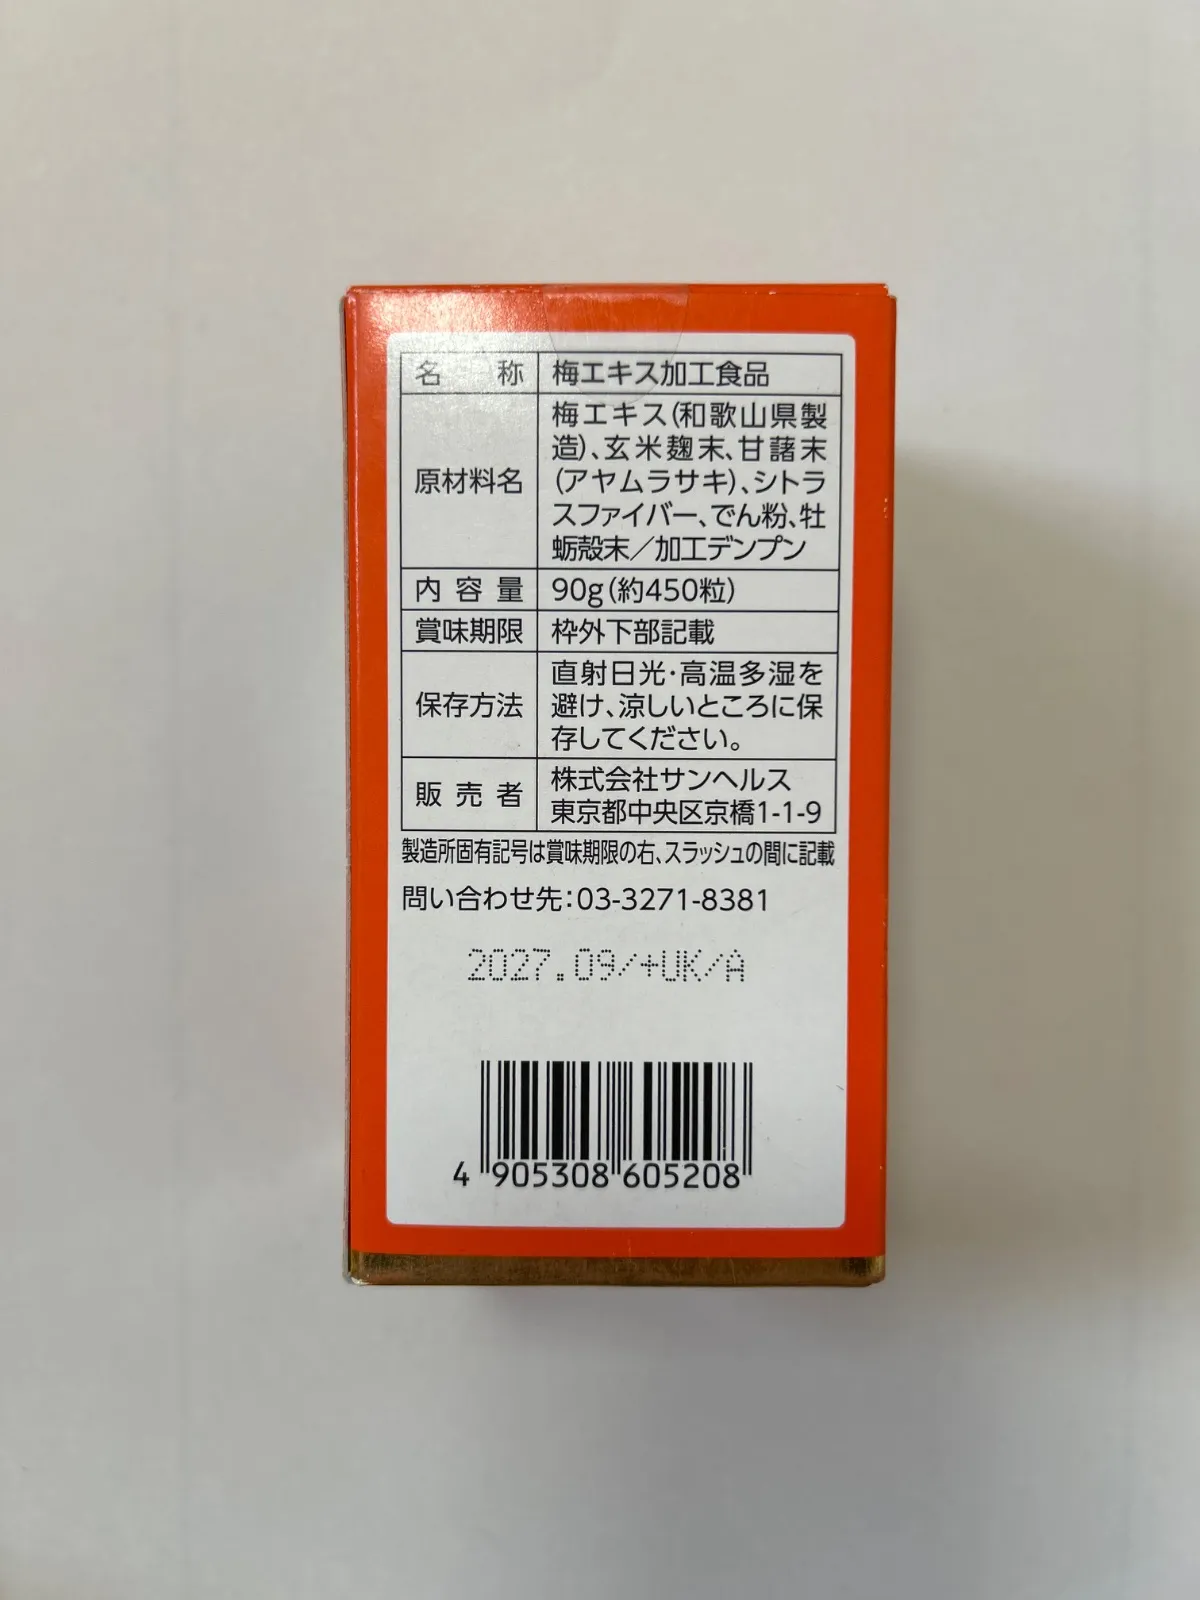 名称 梅エキス加工食品
原材料名 梅エキス(和歌山県製
造)、玄米麹末、甘藷末
(アヤムラサキ)、シトラ
スファイバー、でん粉、牡
蛎殻末／加工デンプン
内容量 90g(約450粒)
賞味期限 枠外下部記載
保存方法 直射日光・高温多湿を
避け、涼しいところに保
存してください。
販売者 株式会社サンヘルス
東京都中央区京橋1-1-9
製造所固有記号は賞味期限の右、スラッシュの間に記載
問い合わせ先：03-3271-8381
2027.09/+UK/A
4 905308 605208